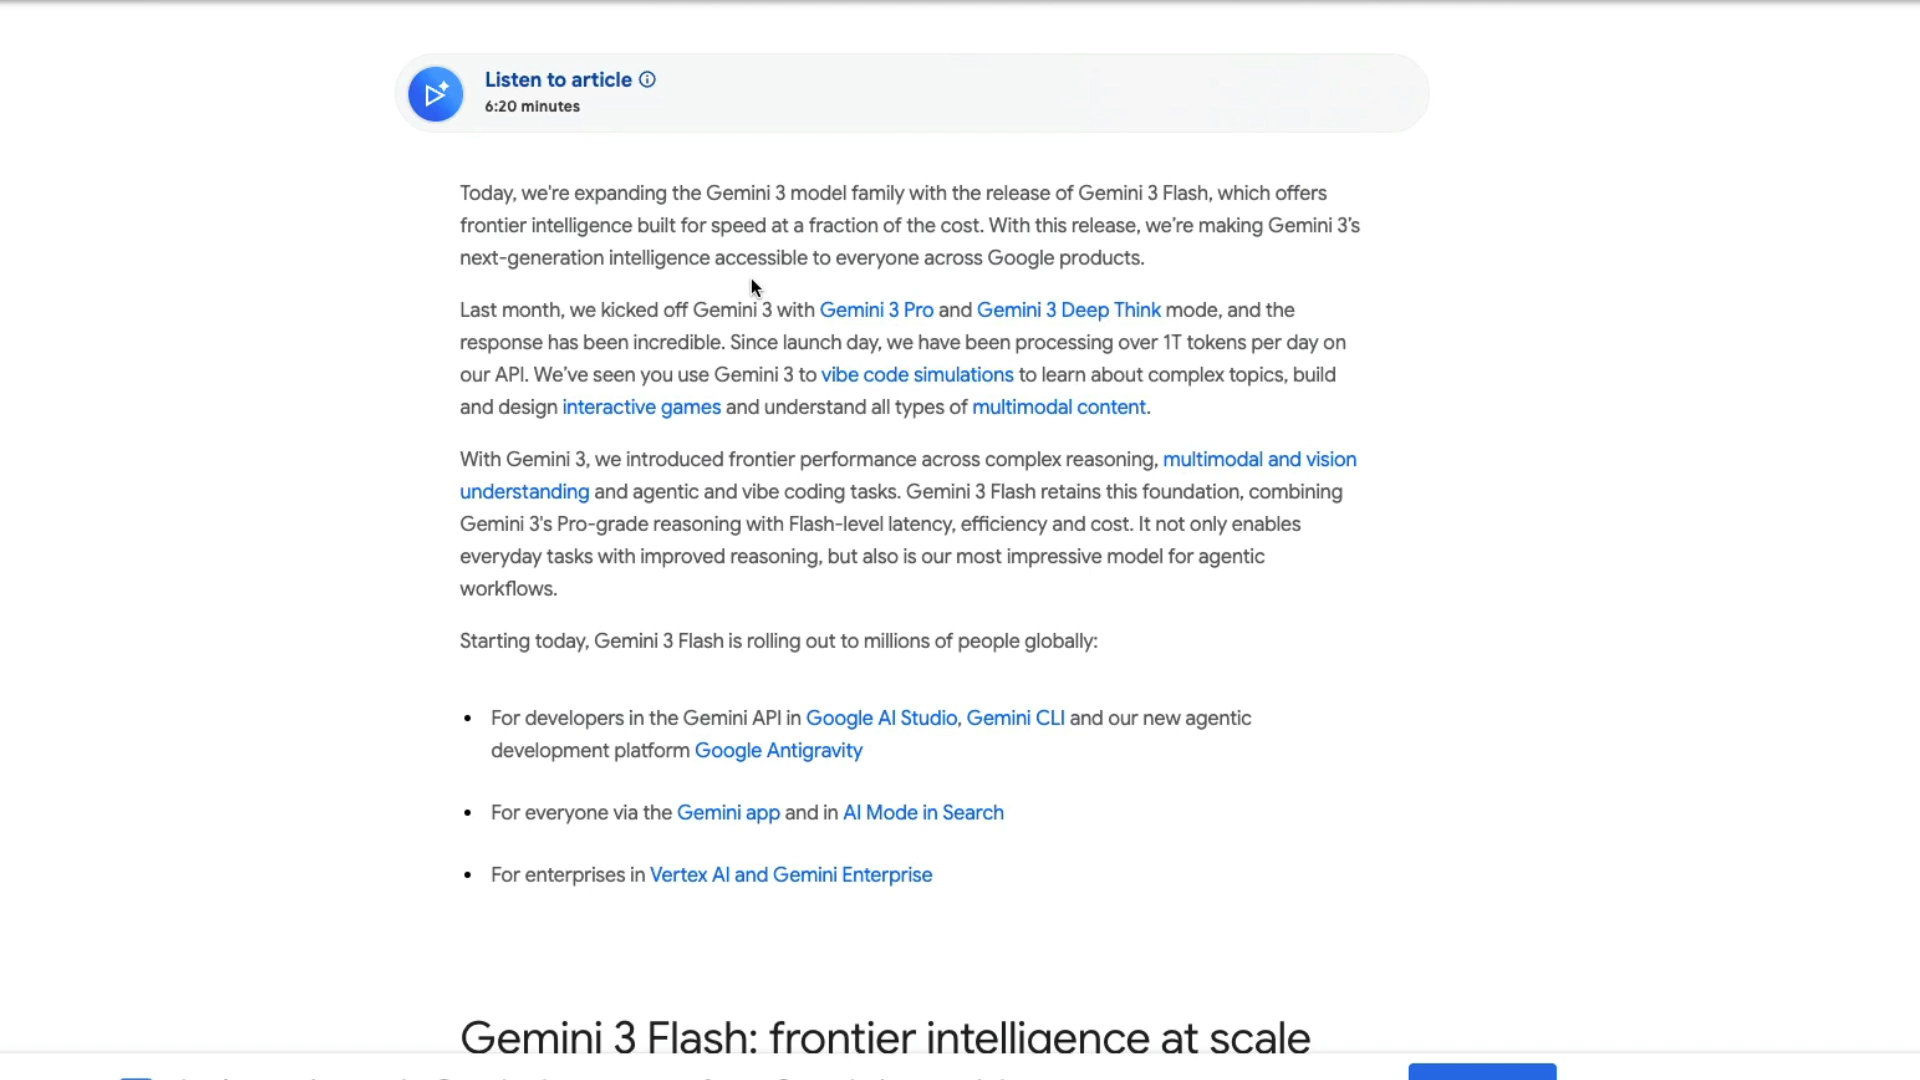 Listen to article
6:20 minutes
Today, we're expanding the Gemini 3 model family with the release of Gemini 3 Flash, which offers
frontier intelligence built for speed at a fraction of the cost. With this release, we’re making Gemini 3’s
next-generation intelligence accessible to everyone across Google products.
Last month, we kicked off Gemini 3 with Gemini 3 Pro and Gemini 3 Deep Think mode, and the
response has been incredible. Since launch day, we have been processing over 1T tokens per day on
our API. We’ve seen you use Gemini 3 to vibe code simulations to learn about complex topics, build
and design interactive games and understand all types of multimodal content.
With Gemini 3, we introduced frontier performance across complex reasoning, multimodal and vision
understanding and agentic and vibe coding tasks. Gemini 3 Flash retains this foundation, combining
Gemini 3's Pro-grade reasoning with Flash-level latency, efficiency and cost. It not only enables
everyday tasks with improved reasoning, but also is our most impressive model for agentic
workflows.
Starting today, Gemini 3 Flash is rolling out to millions of people globally:
• For developers in the Gemini API in Google AI Studio, Gemini CLI and our new agentic
development platform Google Antigravity
• For everyone via the Gemini app and in AI Mode in Search
• For enterprises in Vertex AI and Gemini Enterprise
Gemini 3 Flash: frontier intelligence at scale